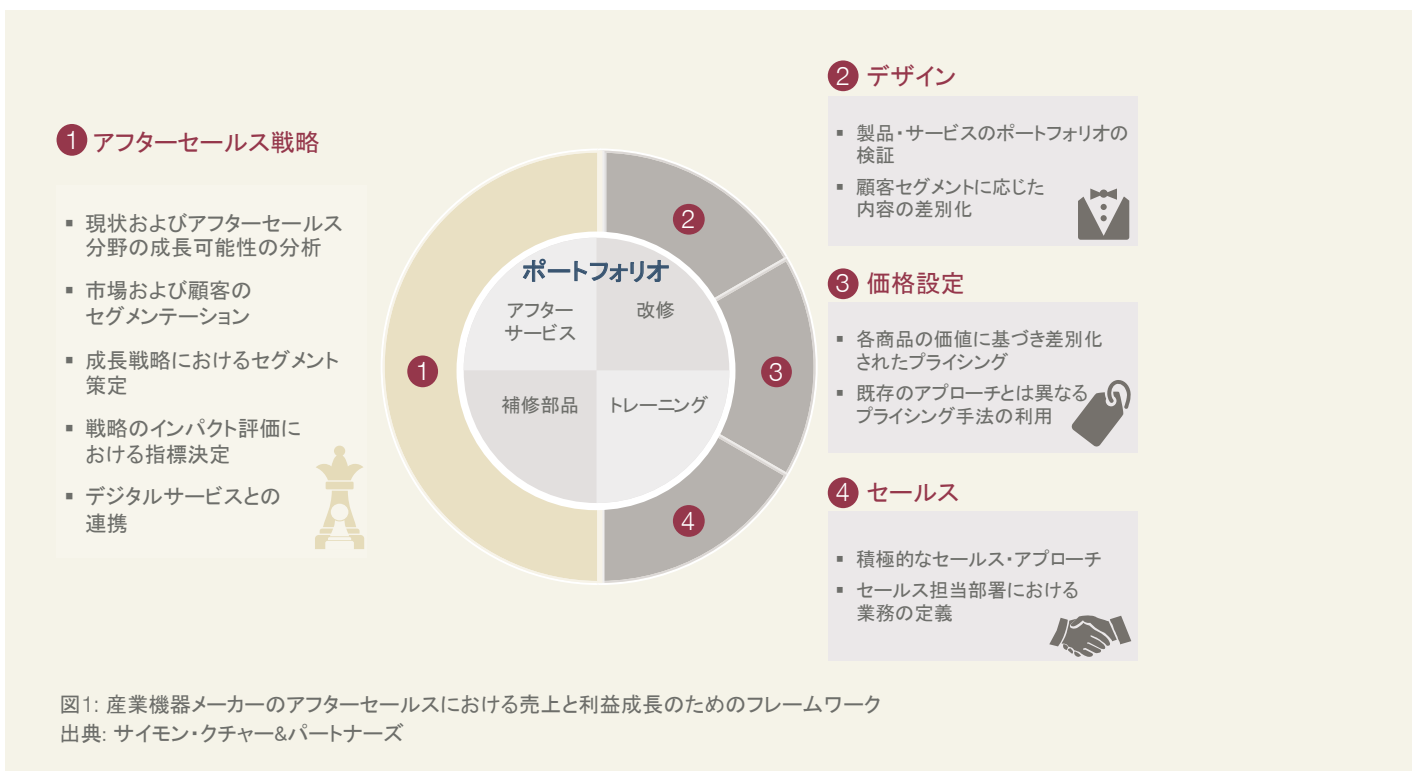 1 アフターセールス戦略
▪ 現状およびアフターセールス
分野の成長可能性の分析
▪ 市場および顧客の
セグメンテーション
▪ 成長戦略におけるセグメント
策定
▪ 戦略のインパクト評価に
おける指標決定
▪ デジタルサービスとの
連携
1
2
3
4
ポートフォリオ
アフター
サービス
改修
補修部品
トレーニング
2 デザイン
▪ 製品・サービスのポートフォリオの
検証
▪ 顧客セグメントに応じた
内容の差別化
3 価格設定
▪ 各商品の価値に基づき差別化
されたプライシング
▪ 既存のアプローチとは異なる
プライシング手法の利用
4 セールス
▪ 積極的なセールス・アプローチ
▪ セールス担当部署における
業務の定義
図1: 産業機器メーカーのアフターセールスにおける売上と利益成長のためのフレームワーク
出典: サイモン・クチャー&パートナーズ